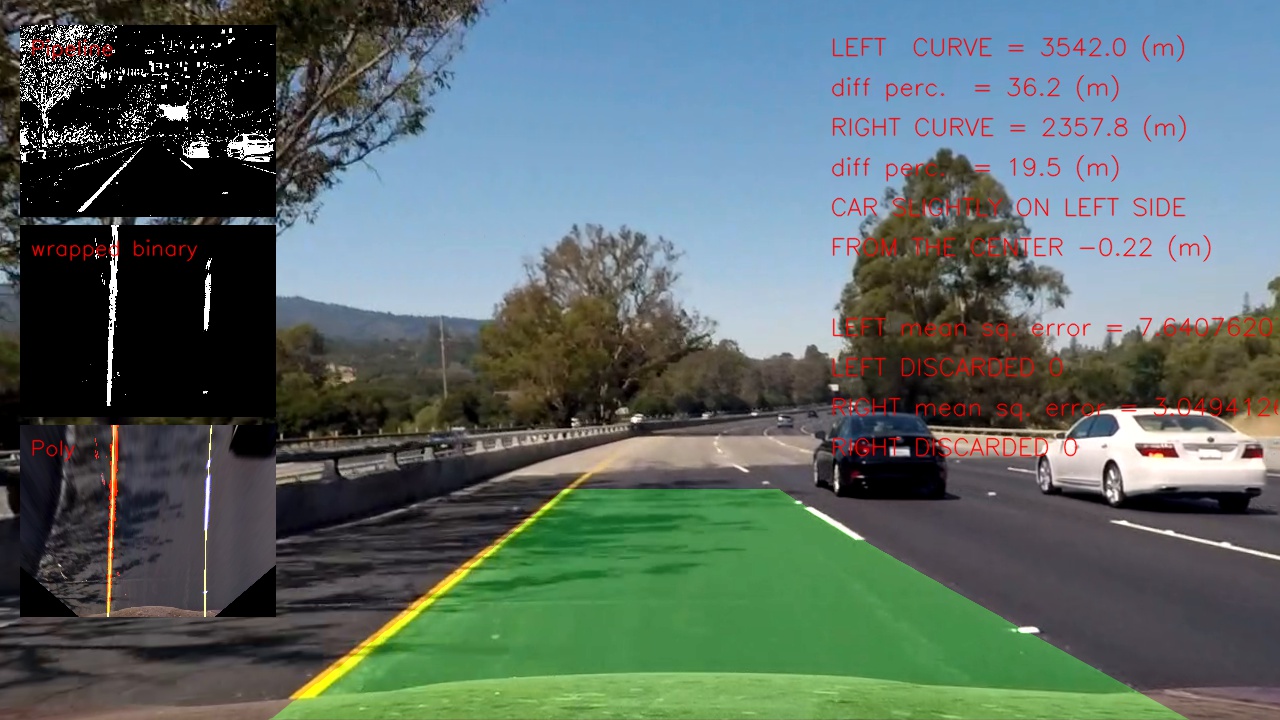 Pipeline
wrapped binary
Poly
LEFT CURVE = 3542.0 (m)
diff perc. = 36.2 (m)
RIGHT CURVE = 2357.8 (m)
diff perc. = 19.5 (m)
CAR SLIGHTLY ON LEFT SIDE
FROM THE CENTER -0.22 (m)
LEFT mean sq. error = 7.6407620
LEFT DISCARDED 0
RIGHT mean sq. error = 3.0494126
RIGHT DISCARDED 0